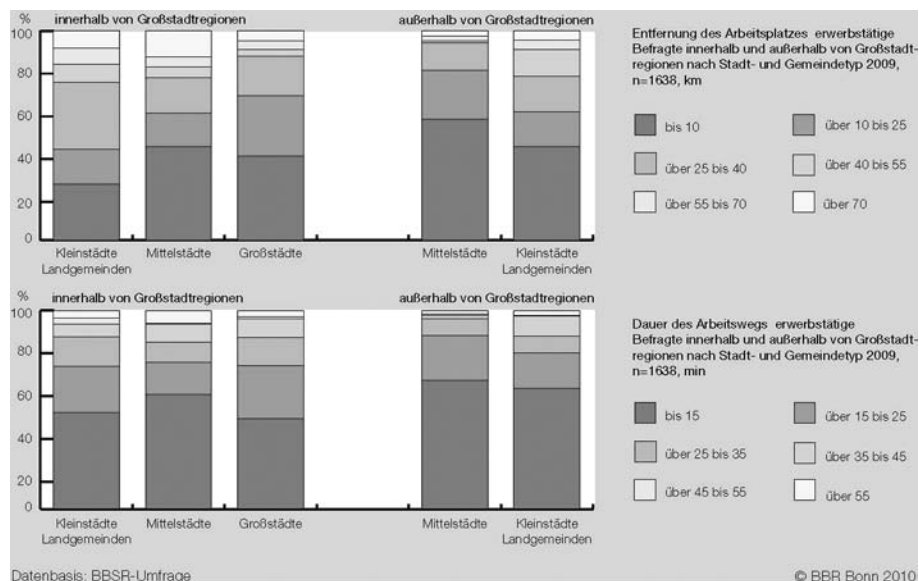 % innerhalb von Großstadtregionen außerhalb von Großstadtregionen
100
80
60
40
20
0
Kleinstädte Landgemeinden
Mittelstädte
Großstädte
Mittelstädte
Kleinstädte Landgemeinden
Entfernung des Arbeitsplatzes erwerbstätige
Befragte innerhalb und außerhalb von Großstadt-
regionen nach Stadt- und Gemeindetyp 2009,
n=1638, km
bis 10
über 10 bis 25
über 25 bis 40
über 40 bis 55
über 55 bis 70
über 70
% innerhalb von Großstadtregionen außerhalb von Großstadtregionen
100
80
60
40
20
0
Kleinstädte Landgemeinden
Mittelstädte
Großstädte
Mittelstädte
Kleinstädte Landgemeinden
Dauer des Arbeitswegs erwerbstätige
Befragte innerhalb und außerhalb von Großstadt-
regionen nach Stadt- und Gemeindetyp 2009,
n=1638, min
bis 15
über 15 bis 25
über 25 bis 35
über 35 bis 45
über 45 bis 55
über 55
Datenbasis: BBSR-Umfrage
© BBR Bonn 2010